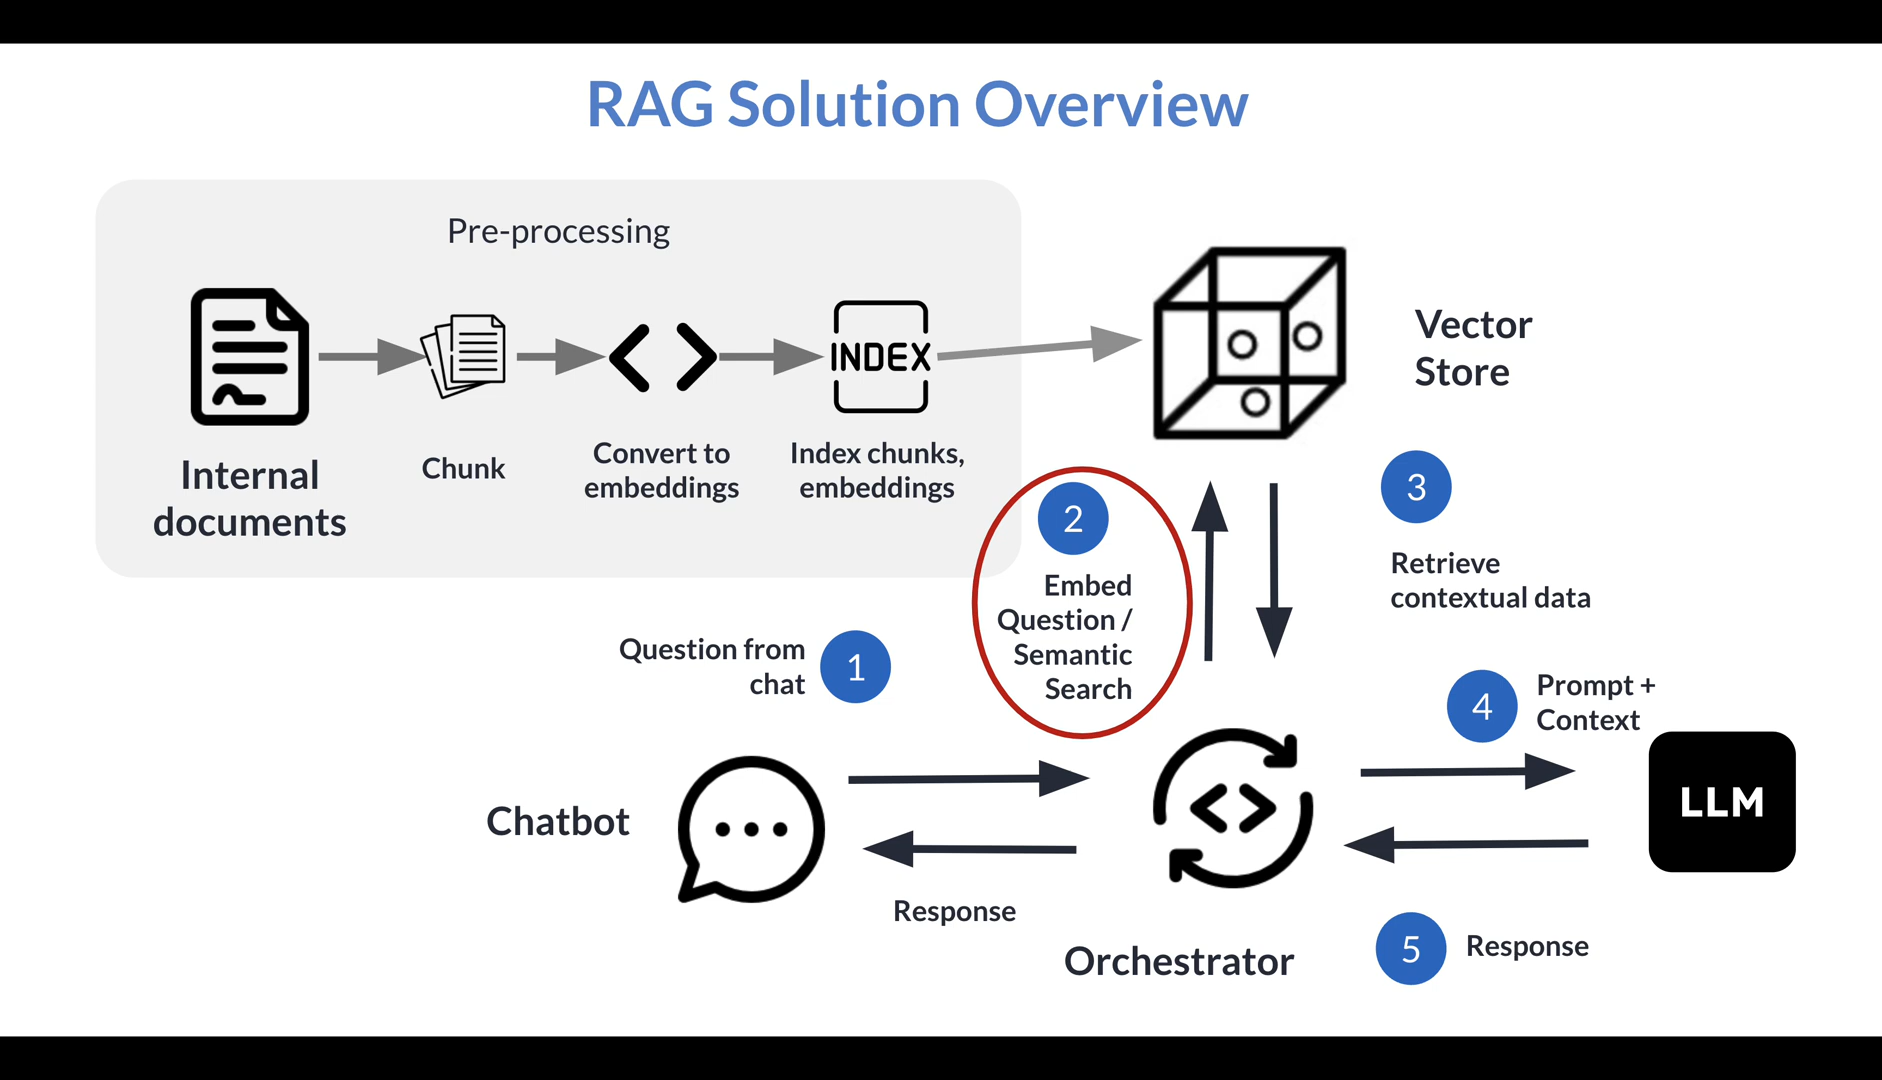 RAG Solution Overview
Pre-processing
INDEX
Internal
documents
Chunk
Convert to
embeddings
Index chunks,
embeddings
Vector
Store
2
Embed
Question /
Semantic
Search
3
Retrieve
contextual data
Question from
chat
1
4
Prompt +
Context
LLM
Chatbot
Response
Orchestrator
5
Response